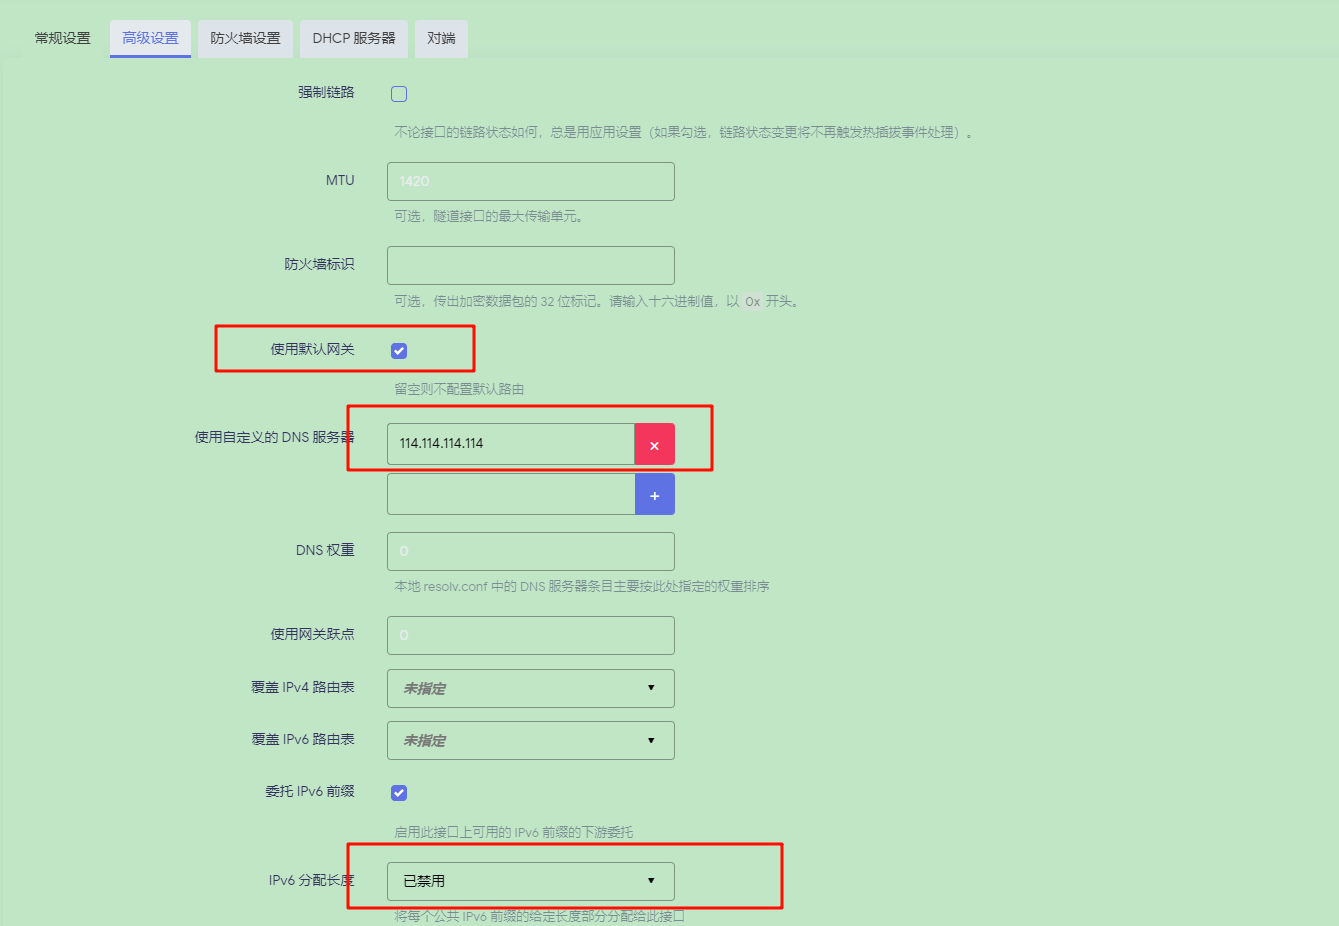 常规设置 高级设置 防火墙设置 DHCP 服务器 对端
强制链路
不论接口的链路状态如何，总是用应用设置（如果勾选，链路状态变更将不再触发热插拔事件处理）。
MTU 1420
可选，隧道接口的最大传输单元。
防火墙标识
可选，传出加密数据包的 32 位标记。请输入十六进制值，以 0x 开头。
使用默认网关
留空则不配置默认路由
使用自定义的 DNS 服务器 114.114.114.114 ×
+
DNS 权重 0
本地 resolv.conf 中的 DNS 服务器条目主要按此处指定的权重排序
使用网关跃点 0
覆盖 IPv4 路由表 未指定
覆盖 IPv6 路由表 未指定
委托 IPv6 前缀
启用此接口上可用的 IPv6 前缀的下游委托
IPv6 分配长度 已禁用
将每个公共 IPv6 前缀的给定长度部分分配给此接口